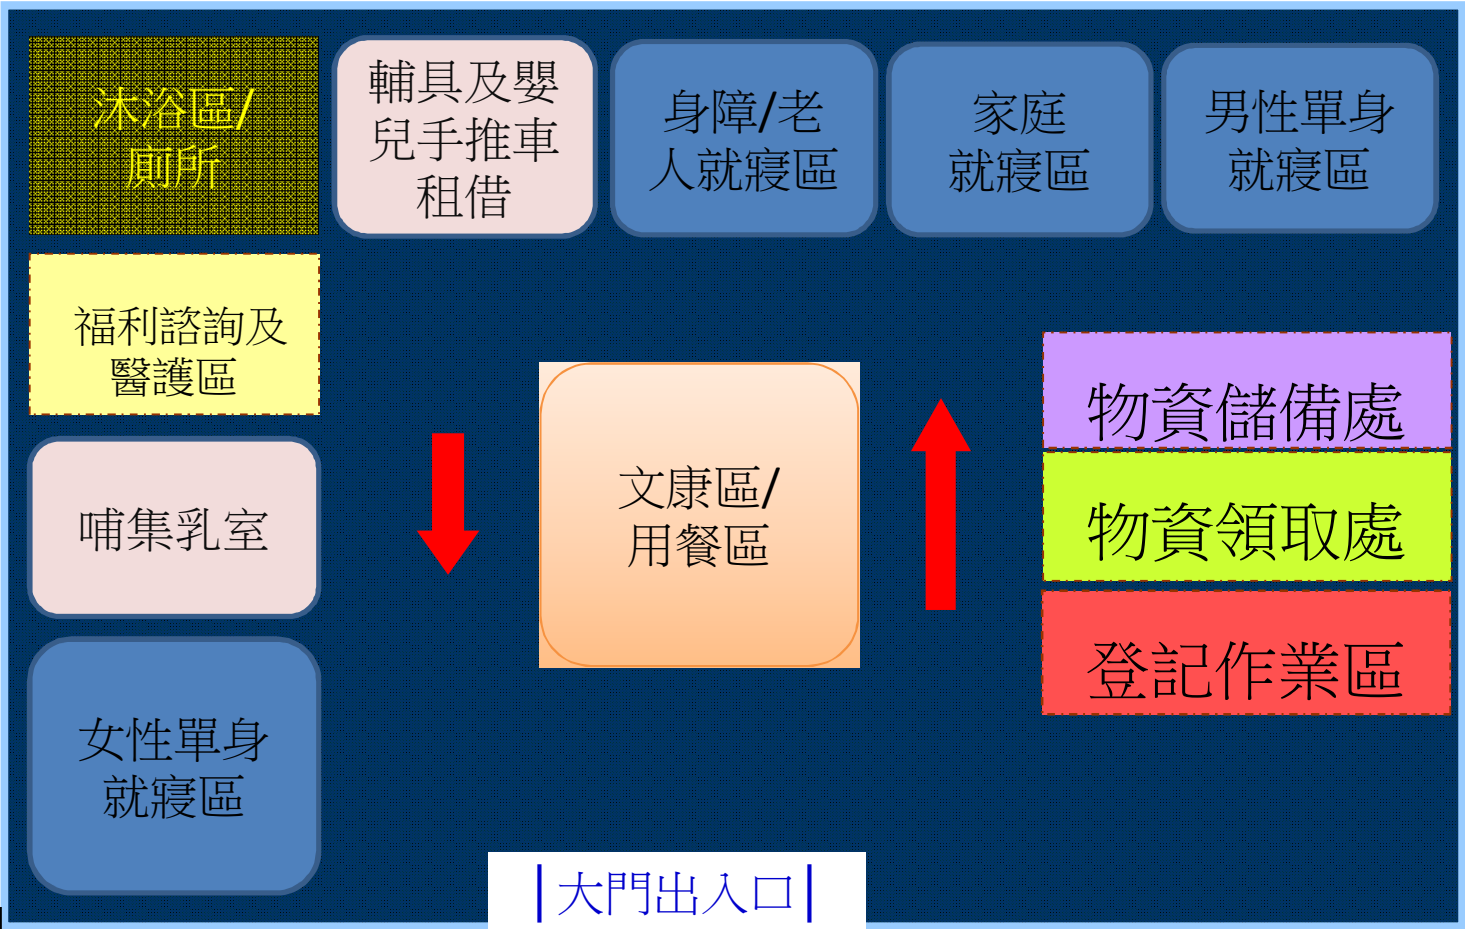 沐浴區/
廁所
輔具及嬰
兒手推車
租借
身障/老
人就寢區
家庭
就寢區
男性單身
就寢區
福利諮詢及
醫護區
哺集乳室
女性單身
就寢區
文康區/
用餐區
物資儲備處
物資領取處
登記作業區
大門出入口